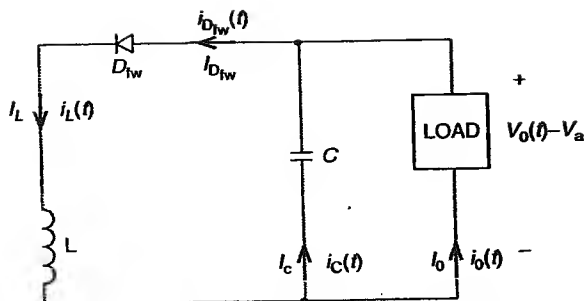 i_Dfw(t)
D_fw
I_Dfw
I_L i_L(t)
L
C
LOAD
+
V_0(t)–V_a
I_c i_C(t)
I_0 i_0(t)
–